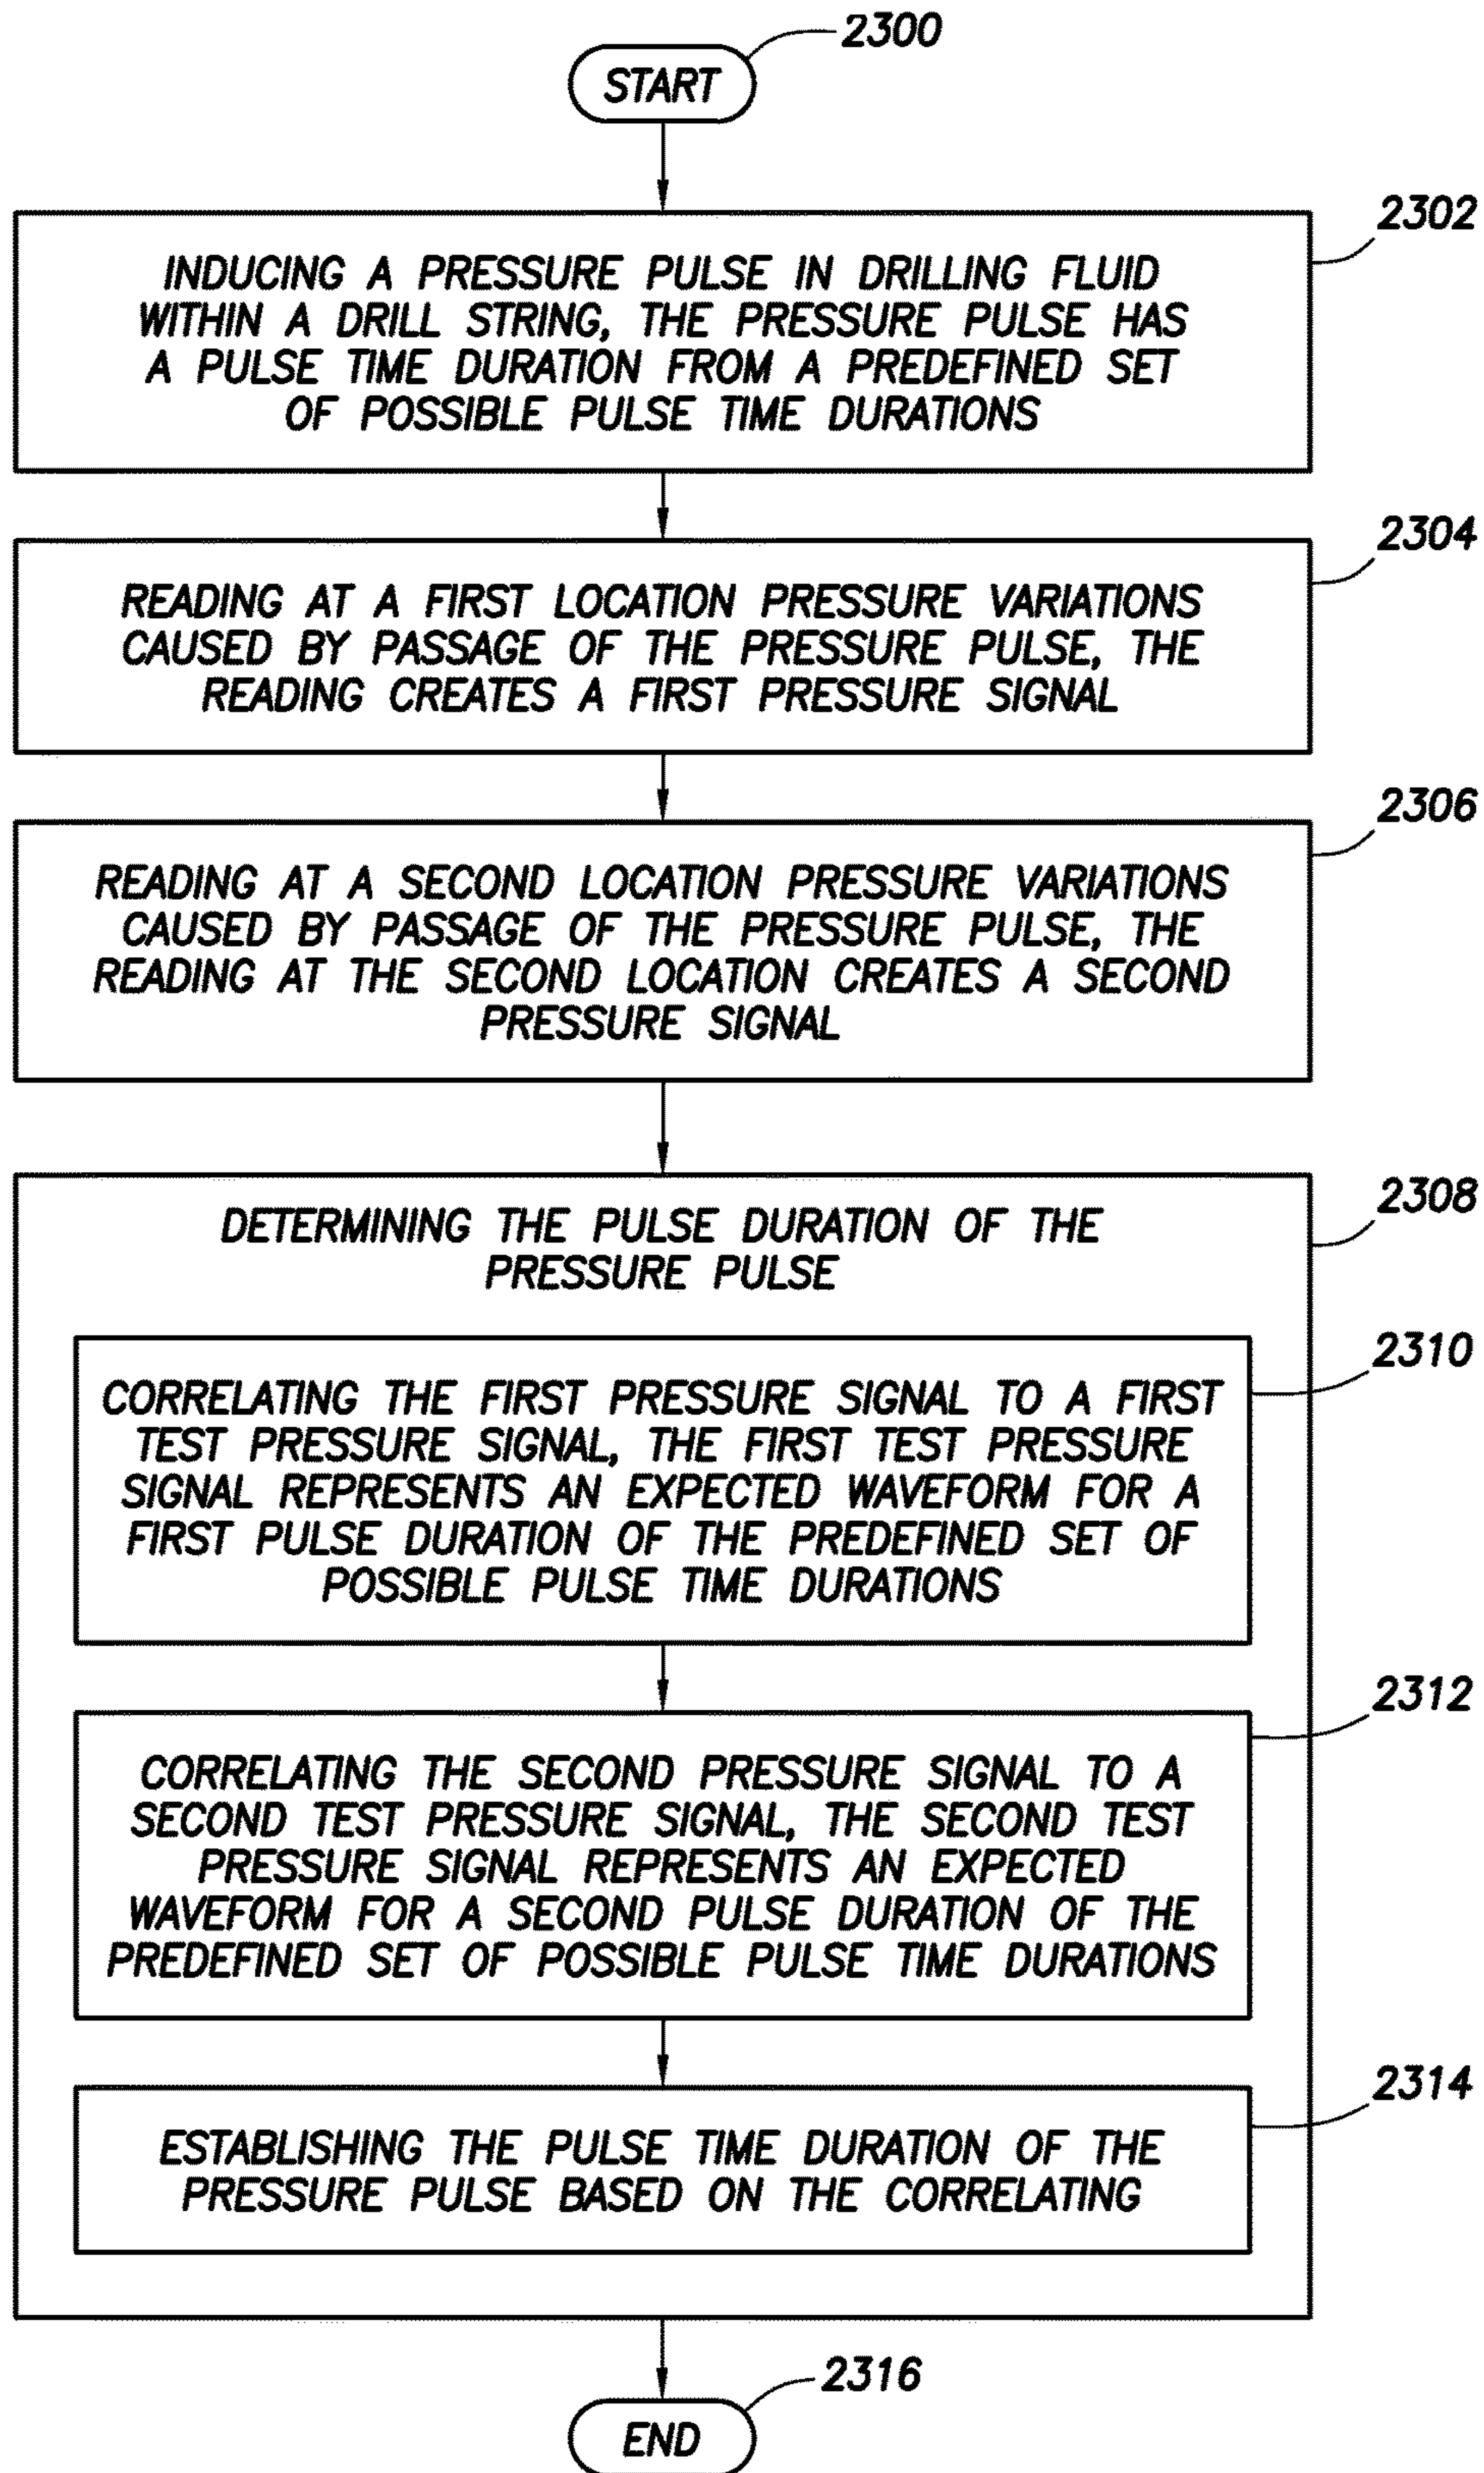 2300
START
2302
INDUCING A PRESSURE PULSE IN DRILLING FLUID
WITHIN A DRILL STRING, THE PRESSURE PULSE HAS
A PULSE TIME DURATION FROM A PREDEFINED SET
OF POSSIBLE PULSE TIME DURATIONS
2304
READING AT A FIRST LOCATION PRESSURE VARIATIONS
CAUSED BY PASSAGE OF THE PRESSURE PULSE, THE
READING CREATES A FIRST PRESSURE SIGNAL
2306
READING AT A SECOND LOCATION PRESSURE VARIATIONS
CAUSED BY PASSAGE OF THE PRESSURE PULSE, THE
READING AT THE SECOND LOCATION CREATES A SECOND
PRESSURE SIGNAL
2308
DETERMINING THE PULSE DURATION OF THE
PRESSURE PULSE
2310
CORRELATING THE FIRST PRESSURE SIGNAL TO A FIRST
TEST PRESSURE SIGNAL, THE FIRST TEST PRESSURE
SIGNAL REPRESENTS AN EXPECTED WAVEFORM FOR A
FIRST PULSE DURATION OF THE PREDEFINED SET OF
POSSIBLE PULSE TIME DURATIONS
2312
CORRELATING THE SECOND PRESSURE SIGNAL TO A
SECOND TEST PRESSURE SIGNAL, THE SECOND TEST
PRESSURE SIGNAL REPRESENTS AN EXPECTED
WAVEFORM FOR A SECOND PULSE DURATION OF THE
PREDEFINED SET OF POSSIBLE PULSE TIME DURATIONS
2314
ESTABLISHING THE PULSE TIME DURATION OF THE
PRESSURE PULSE BASED ON THE CORRELATING
2316
END